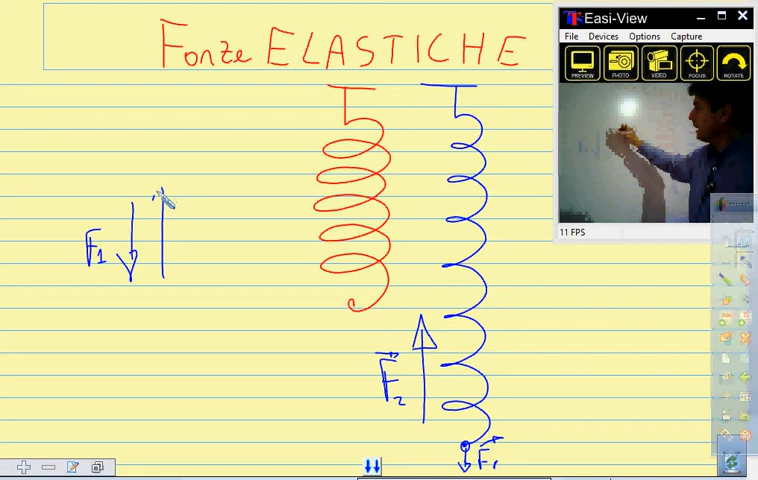 Forze ELASTICHE
Easi-View
File Devices Options Capture
PREVIEW PHOTO VIDEO FOCUS ROTATE
11 FPS
F1
F2
F1